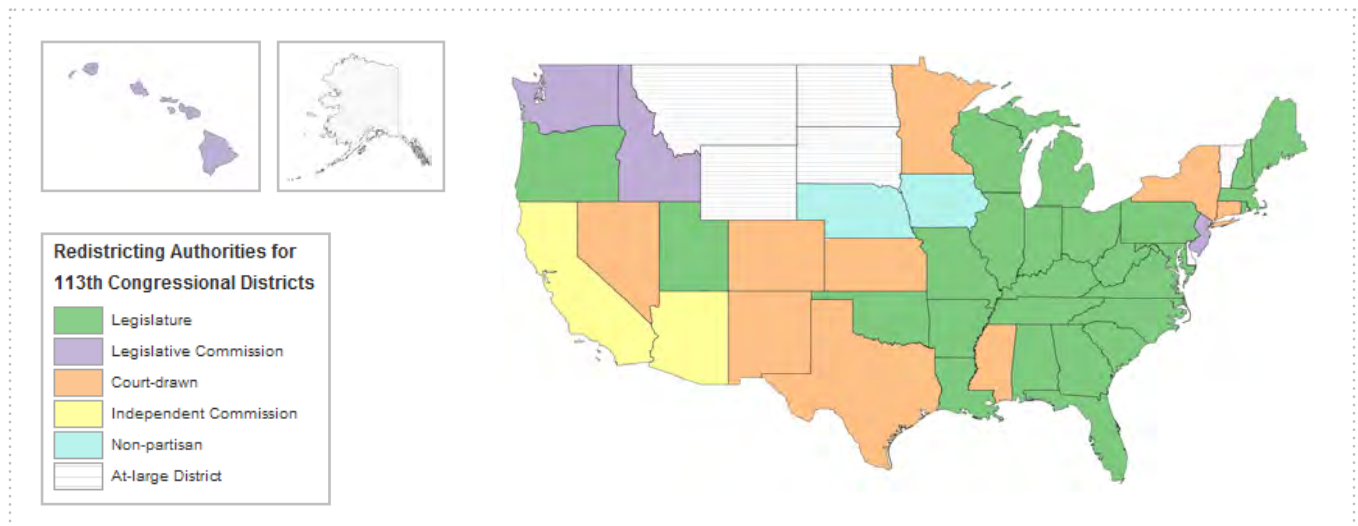 Redistricting Authorities for
113th Congressional Districts
Legislature
Legislative Commission
Court-drawn
Independent Commission
Non-partisan
At-large District